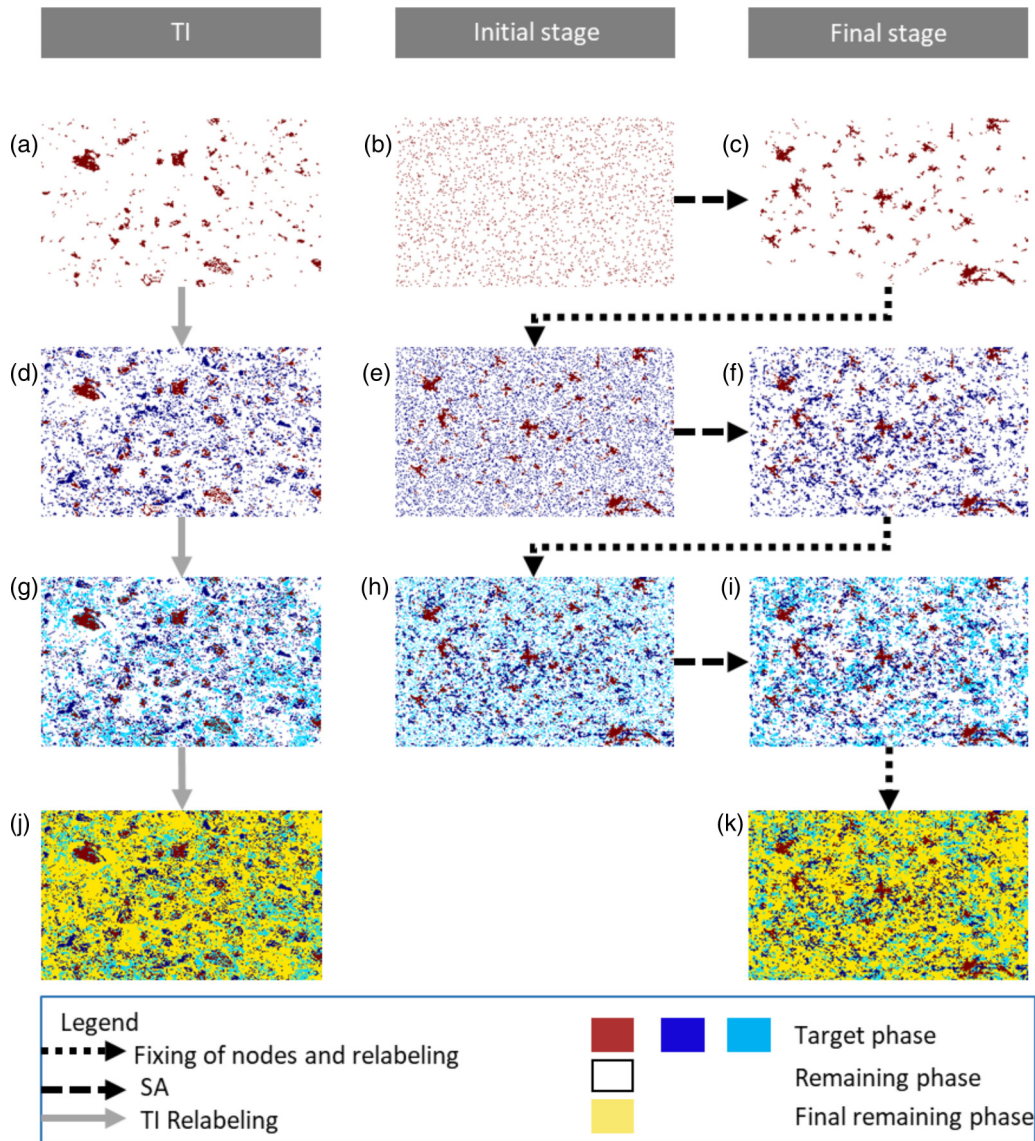 TI
Initial stage
Final stage
(a)
(b)
(c)
(d)
(e)
(f)
(g)
(h)
(i)
(j)
(k)
Legend
Fixing of nodes and relabeling
SA
TI Relabeling
Target phase
Remaining phase
Final remaining phase